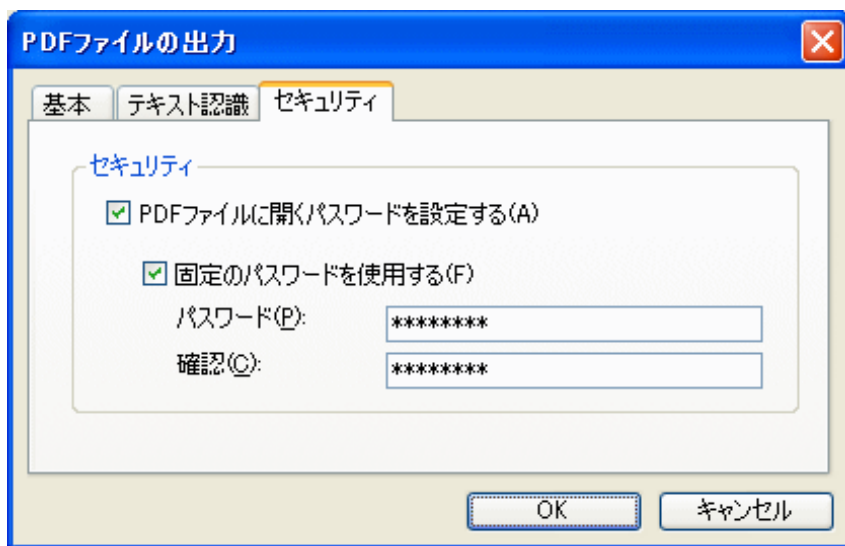 PDFファイルの出力
基本 テキスト認識 セキュリティ
セキュリティ
PDFファイルに開くパスワードを設定する(A)
固定のパスワードを使用する(F)
パスワード(P): ********
確認(C): ********
OK キャンセル